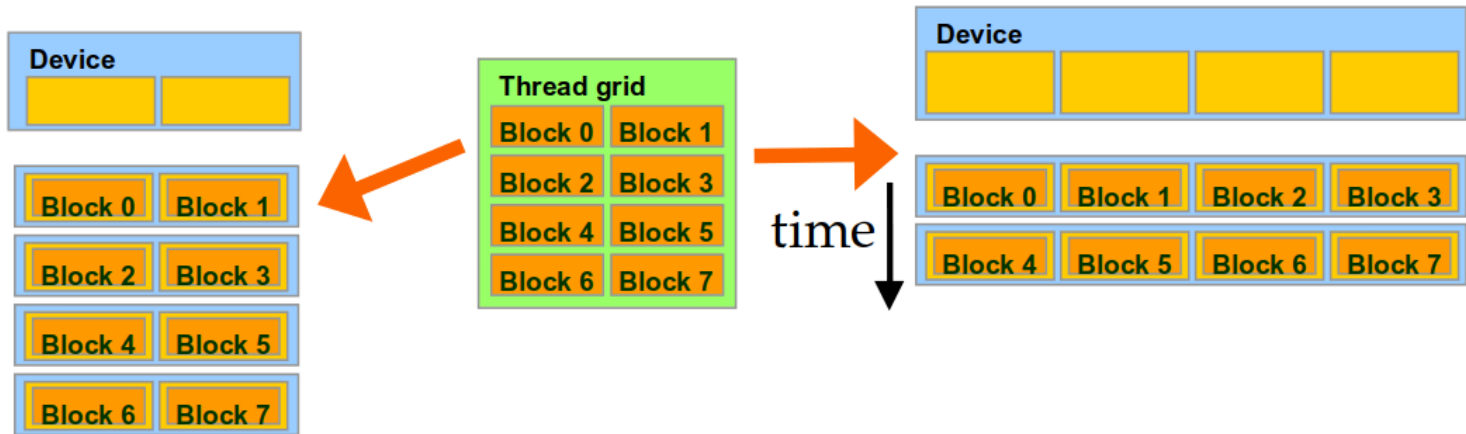 Device
Block 0 Block 1
Block 2 Block 3
Block 4 Block 5
Block 6 Block 7
Thread grid
Block 0 Block 1
Block 2 Block 3
Block 4 Block 5
Block 6 Block 7
time
Device
Block 0 Block 1 Block 2 Block 3
Block 4 Block 5 Block 6 Block 7